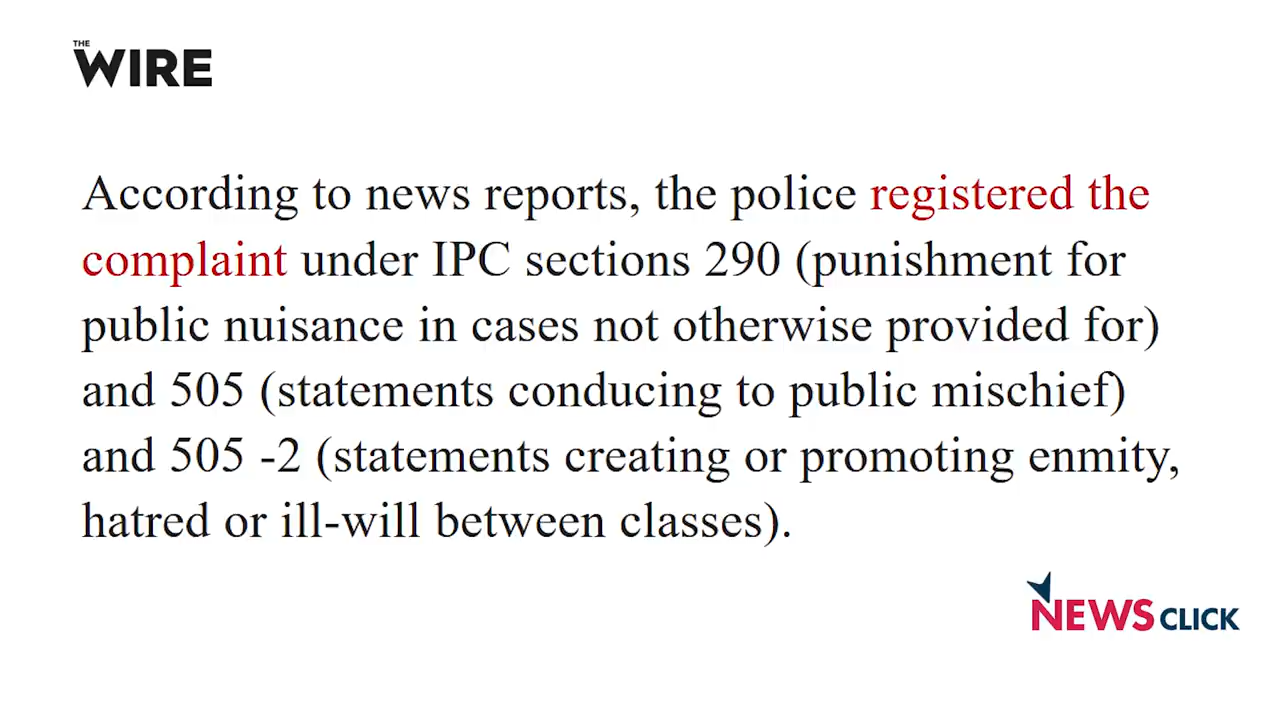 THE
WIRE
According to news reports, the police registered the
complaint under IPC sections 290 (punishment for
public nuisance in cases not otherwise provided for)
and 505 (statements conducing to public mischief)
and 505 -2 (statements creating or promoting enmity,
hatred or ill-will between classes).
NEWSCLICK